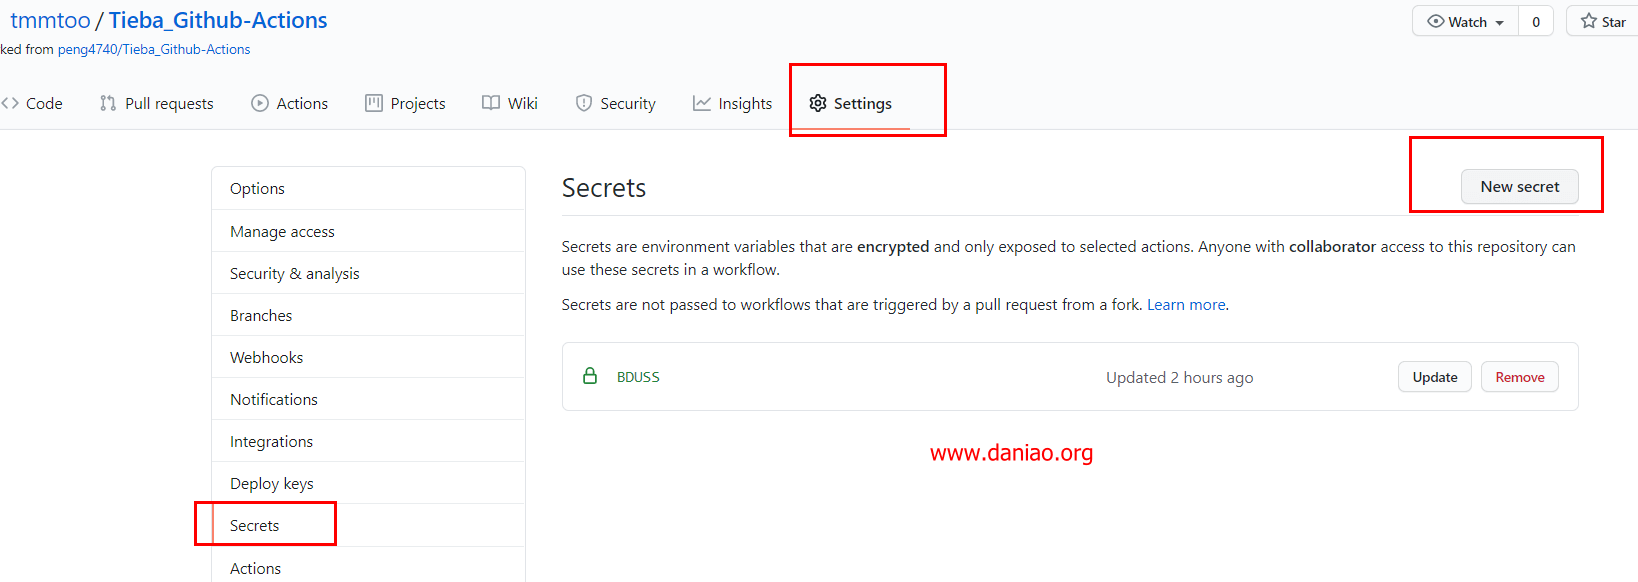 tmmtoo / Tieba_Github-Actions
Watch 0 Star
ked from peng4740/Tieba_Github-Actions
Code Pull requests Actions Projects Wiki Security Insights Settings
Options
Manage access
Security & analysis
Branches
Webhooks
Notifications
Integrations
Deploy keys
Secrets
Actions
Secrets
New secret
Secrets are environment variables that are encrypted and only exposed to selected actions. Anyone with collaborator access to this repository can
use these secrets in a workflow.
Secrets are not passed to workflows that are triggered by a pull request from a fork. Learn more.
BDUSS Updated 2 hours ago Update Remove
www.daniao.org